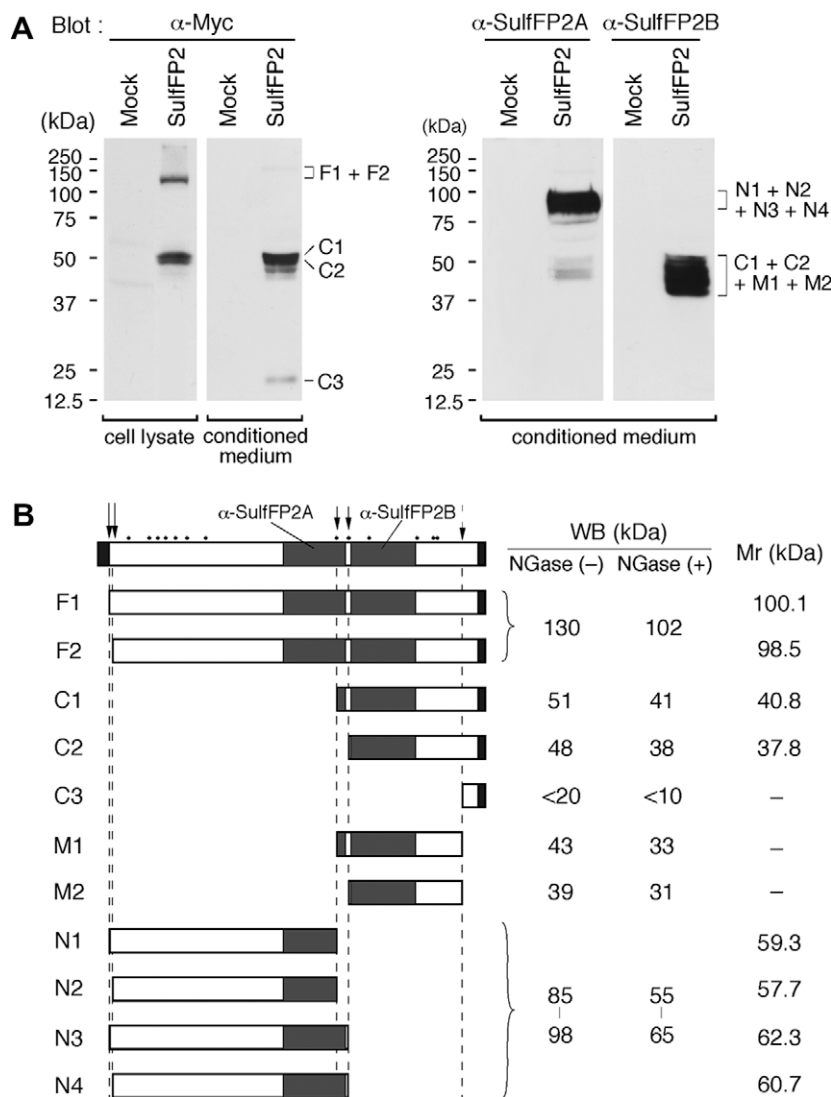 A Blot : α-Myc α-SulfFP2A α-SulfFP2B
Mock SulfFP2 Mock SulfFP2 Mock SulfFP2 Mock SulfFP2
(kDa) (kDa)
250 250
150 F1 + F2 150
100 100 N1 + N2
+ N3 + N4
75 75
50 C1 50 C1 + C2
C2 + M1 + M2
37 37
25 C3 25
12.5 12.5
cell lysate conditioned medium conditioned medium
B α-SulfFP2A α-SulfFP2B WB (kDa) Mr (kDa)
NGase (–) NGase (+)
F1 100.1
130 102
F2 98.5
C1 51 41 40.8
C2 48 38 37.8
C3 <20 <10 –
M1 43 33 –
M2 39 31 –
N1 59.3
N2 85 55 57.7
N3 98 65 62.3
N4 60.7